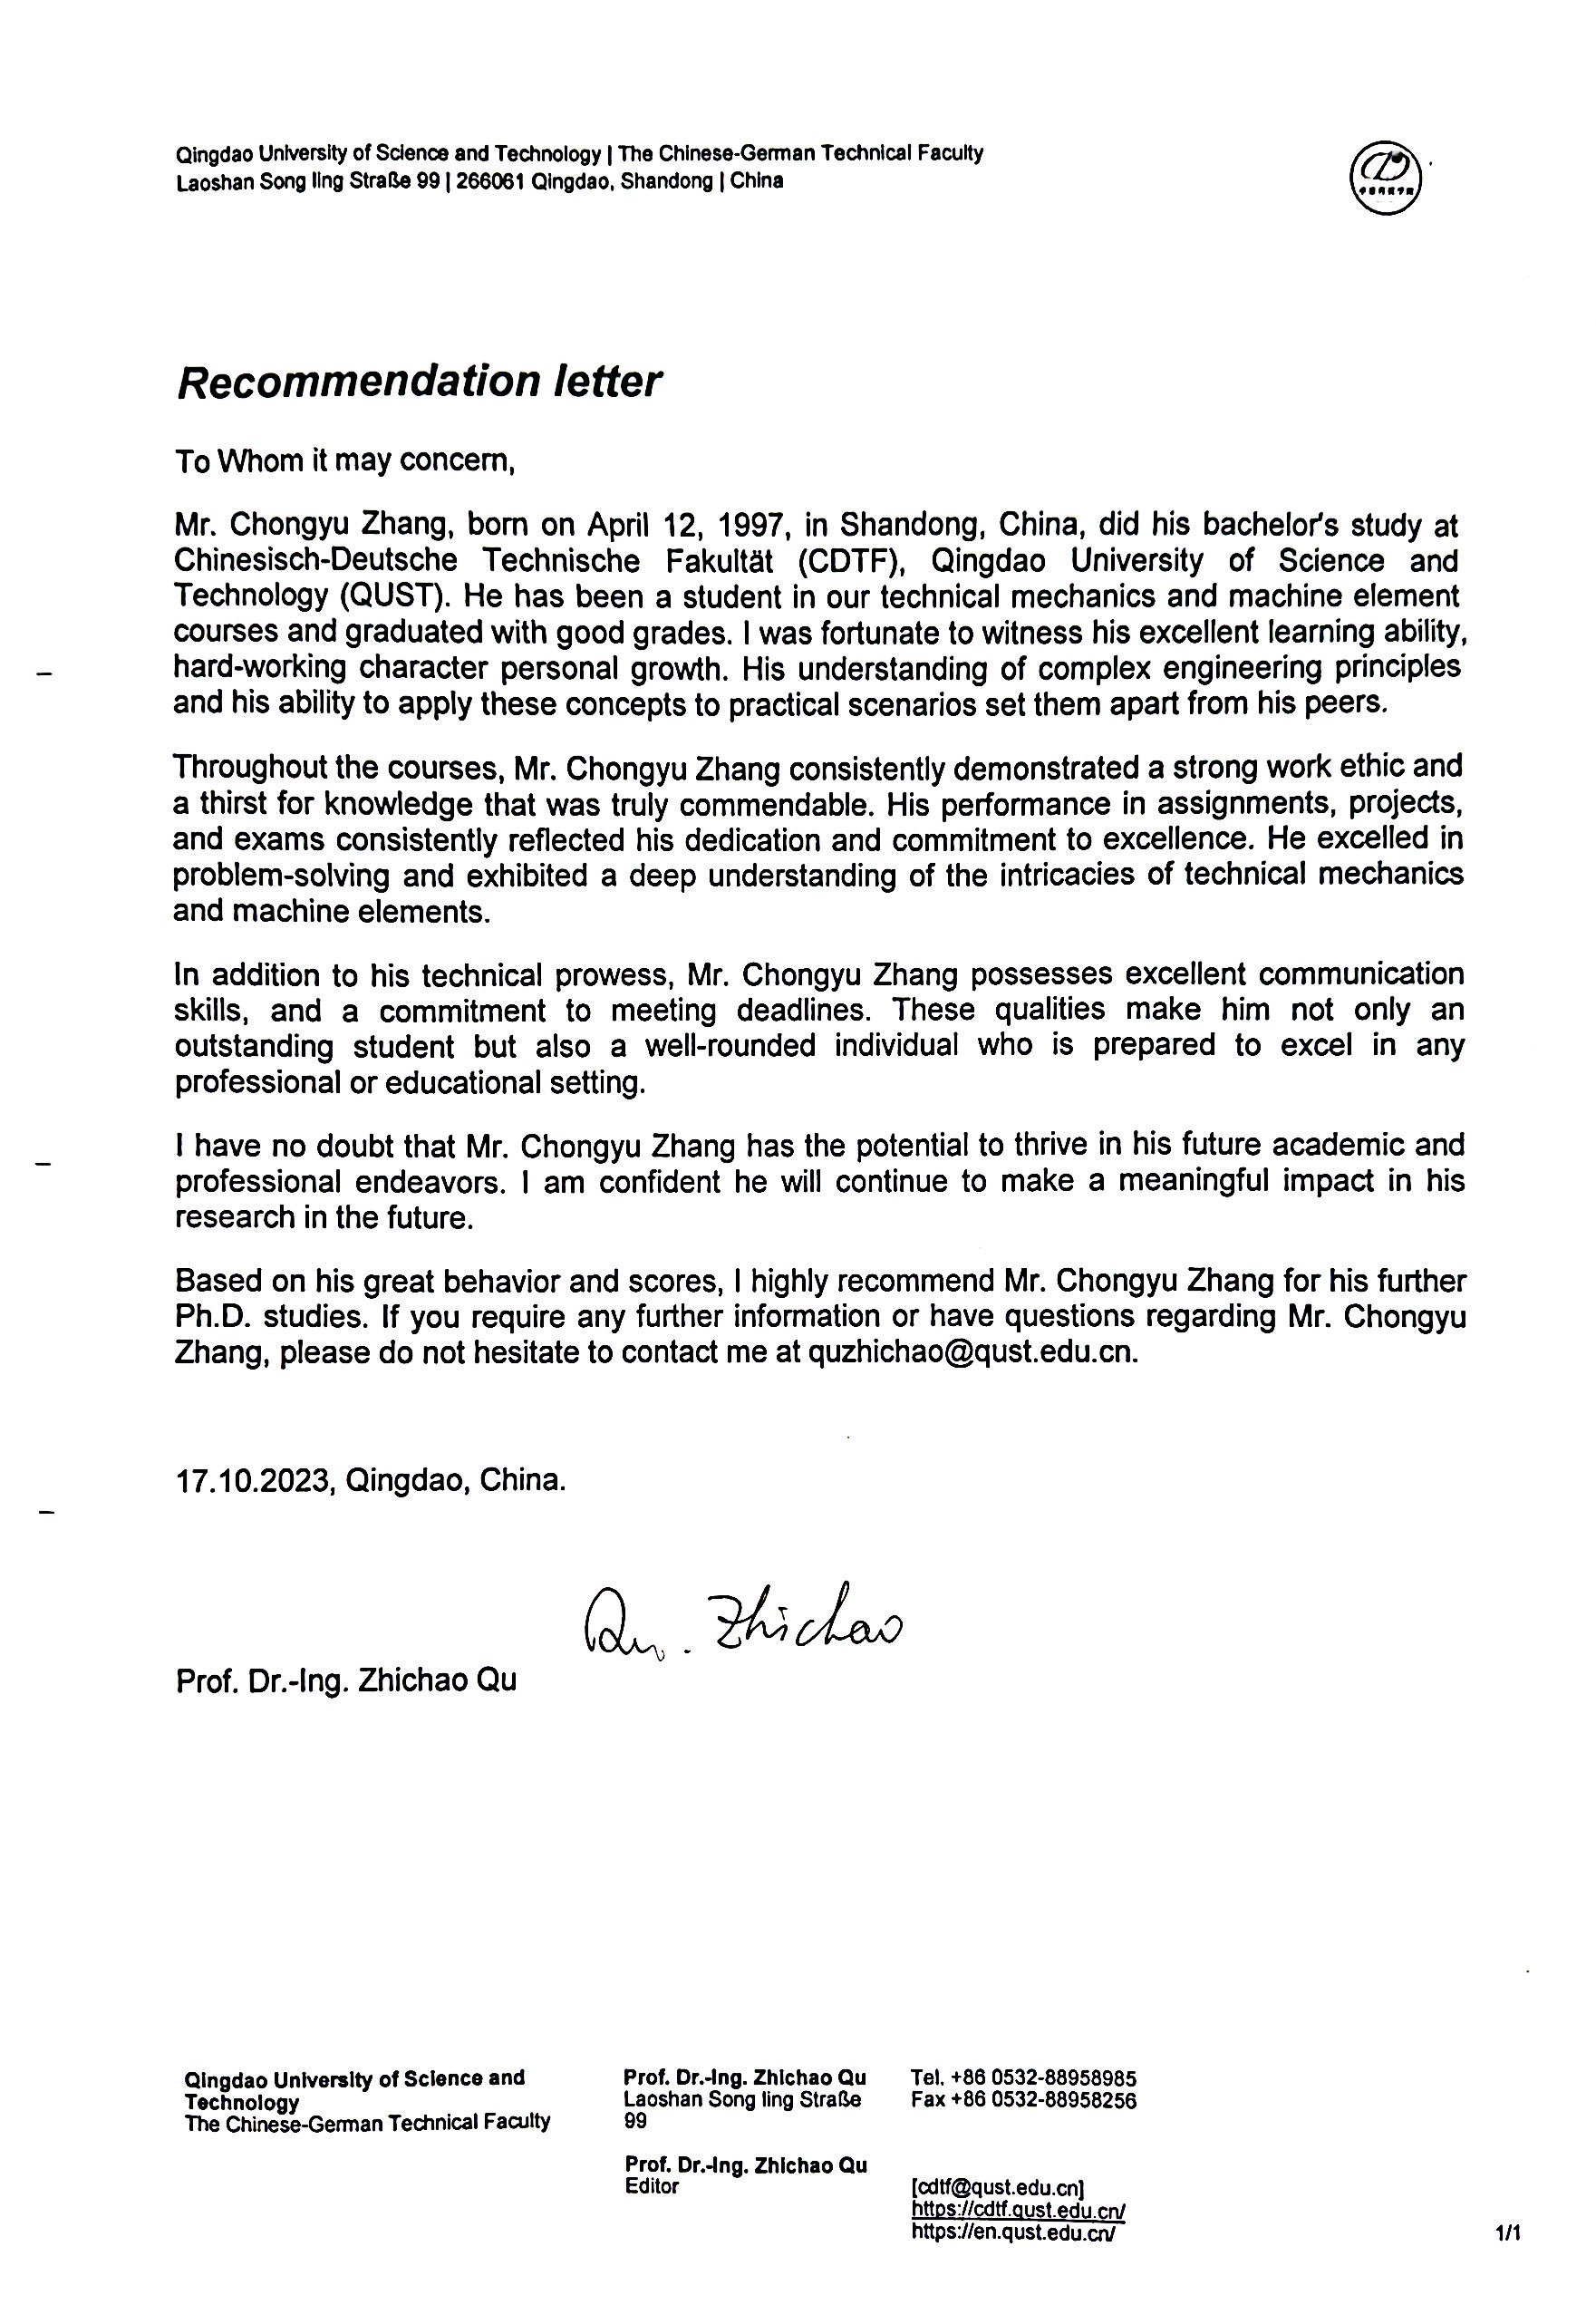 Qingdao University of Science and Technology | The Chinese-German Technical Faculty
Laoshan Song ling Straße 99 | 266061 Qingdao, Shandong | China
Recommendation letter
To Whom it may concern,
Mr. Chongyu Zhang, born on April 12, 1997, in Shandong, China, did his bachelor's study at
Chinesisch-Deutsche Technische Fakultät (CDTF), Qingdao University of Science and
Technology (QUST). He has been a student in our technical mechanics and machine element
courses and graduated with good grades. I was fortunate to witness his excellent learning ability,
hard-working character personal growth. His understanding of complex engineering principles
and his ability to apply these concepts to practical scenarios set them apart from his peers.
Throughout the courses, Mr. Chongyu Zhang consistently demonstrated a strong work ethic and
a thirst for knowledge that was truly commendable. His performance in assignments, projects,
and exams consistently reflected his dedication and commitment to excellence. He excelled in
problem-solving and exhibited a deep understanding of the intricacies of technical mechanics
and machine elements.
In addition to his technical prowess, Mr. Chongyu Zhang possesses excellent communication
skills, and a commitment to meeting deadlines. These qualities make him not only an
outstanding student but also a well-rounded individual who is prepared to excel in any
professional or educational setting.
I have no doubt that Mr. Chongyu Zhang has the potential to thrive in his future academic and
professional endeavors. I am confident he will continue to make a meaningful impact in his
research in the future.
Based on his great behavior and scores, I highly recommend Mr. Chongyu Zhang for his further
Ph.D. studies. If you require any further information or have questions regarding Mr. Chongyu
Zhang, please do not hesitate to contact me at quzhichao@qust.edu.cn.
17.10.2023, Qingdao, China.
Qu. Zhichao
Prof. Dr.-Ing. Zhichao Qu
Qingdao University of Science and
Technology
The Chinese-German Technical Faculty
Prof. Dr.-Ing. Zhichao Qu
Laoshan Song ling Straße
99
Prof. Dr.-Ing. Zhichao Qu
Editor
Tel. +86 0532-88958985
Fax +86 0532-88958256
[cdtf@qust.edu.cn]
https://cdtf.qust.edu.cn/
https://en.qust.edu.cn/
1/1